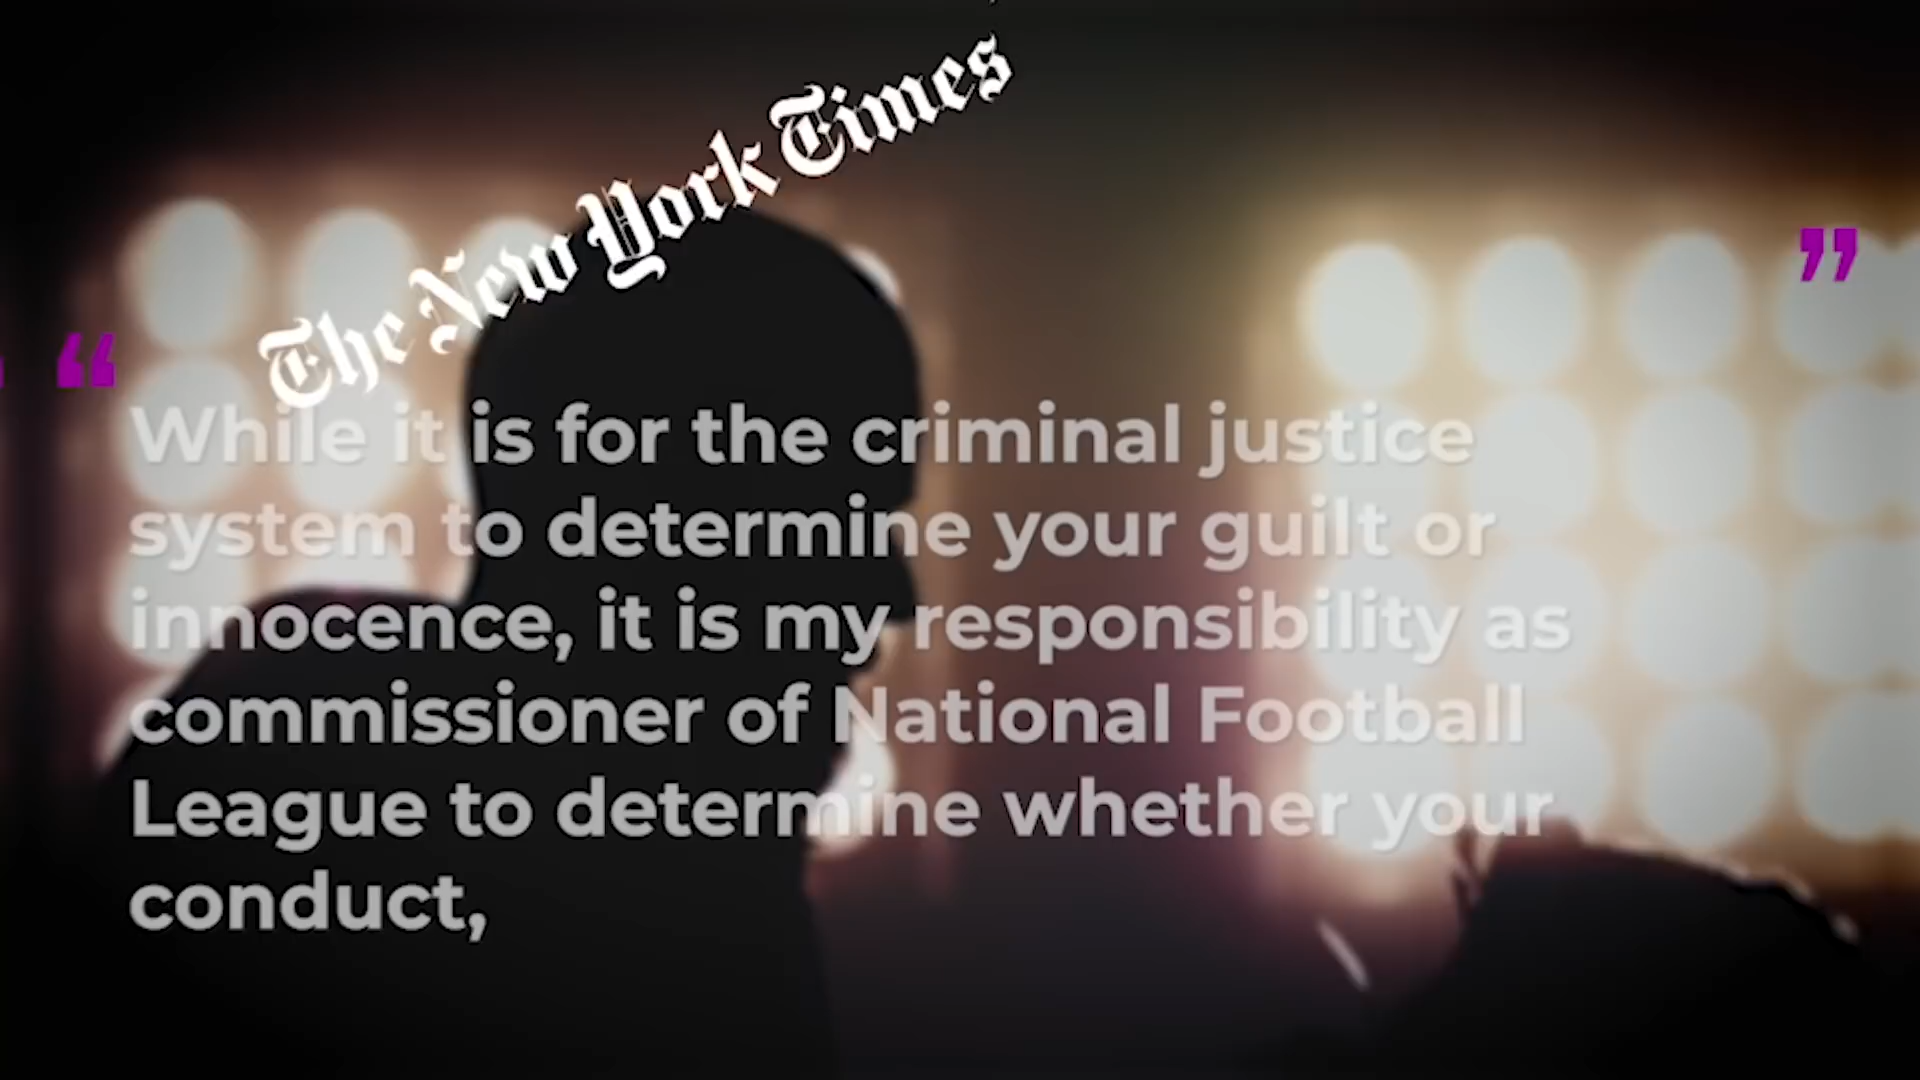 The New York Times
“ ”
While it is for the criminal justice
system to determine your guilt or
innocence, it is my responsibility as
commissioner of National Football
League to determine whether your
conduct,